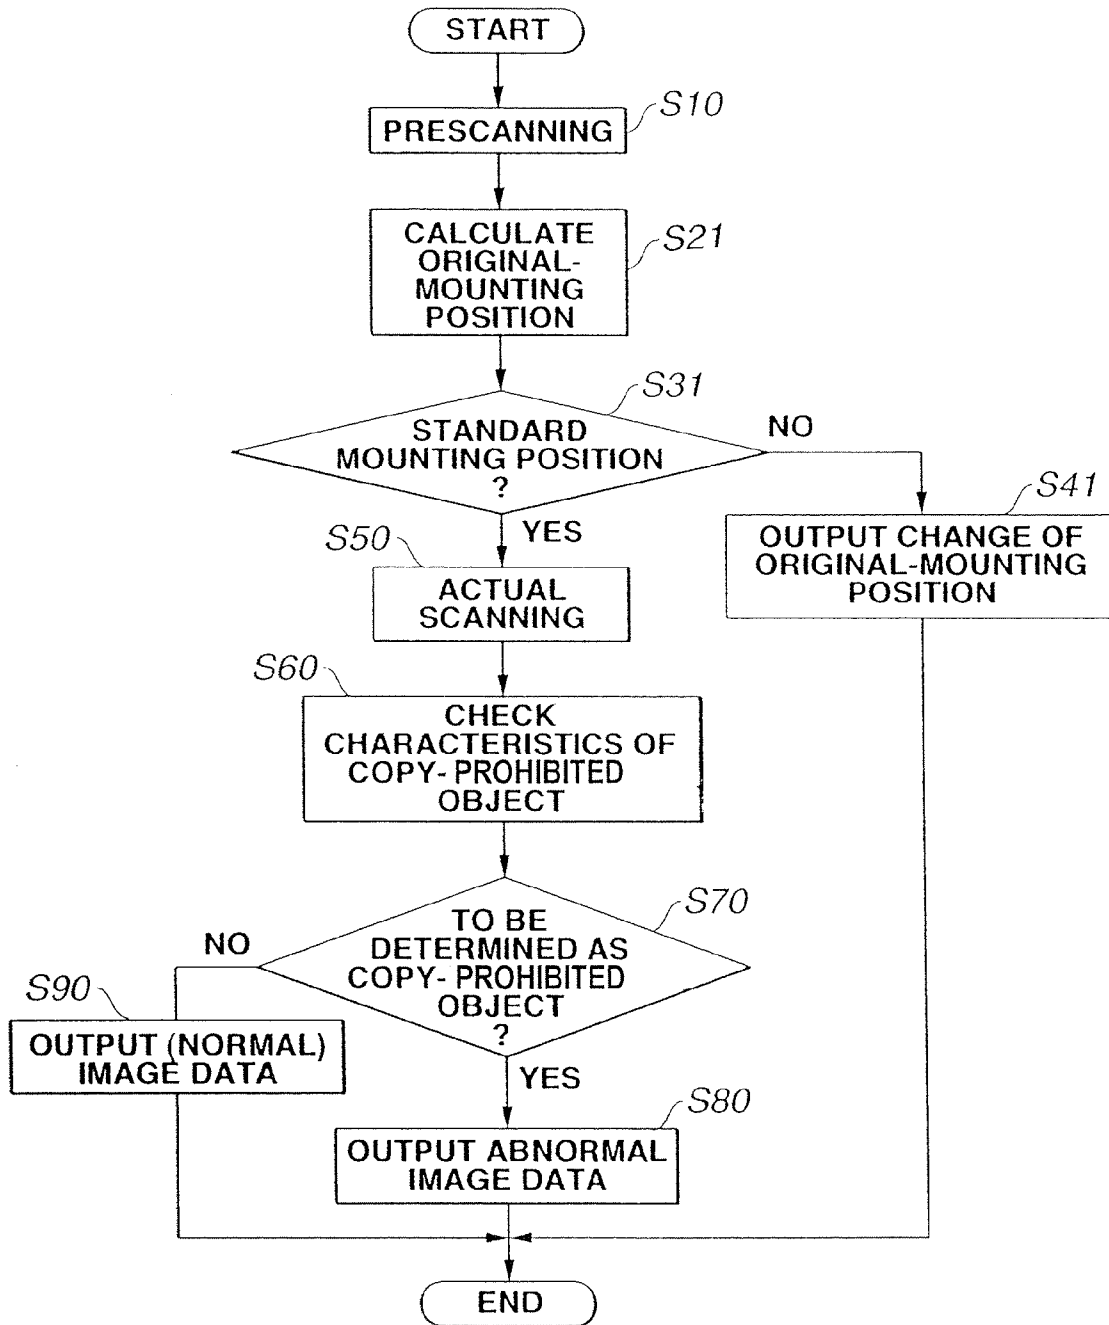 START
S10
PRESCANNING
S21
CALCULATE
ORIGINAL-
MOUNTING
POSITION
S31
STANDARD
MOUNTING POSITION
?
NO
YES
S41
OUTPUT CHANGE OF
ORIGINAL-MOUNTING
POSITION
S50
ACTUAL
SCANNING
S60
CHECK
CHARACTERISTICS OF
COPY-PROHIBITED
OBJECT
S70
TO BE
DETERMINED AS
COPY-PROHIBITED
OBJECT
?
NO
YES
S90
OUTPUT (NORMAL)
IMAGE DATA
S80
OUTPUT ABNORMAL
IMAGE DATA
END